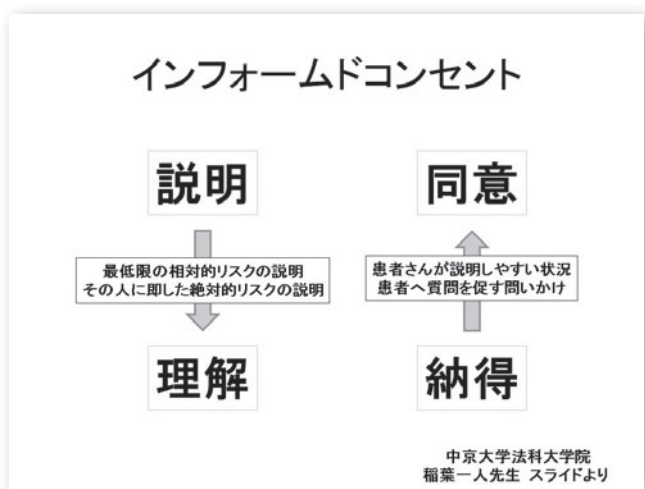 インフォームドコンセント
説明
最低限の相対的リスクの説明
その人に即した絶対的リスクの説明
理解
同意
患者さんが説明しやすい状況
患者へ質問を促す問いかけ
納得
中京大学法科大学院
稲葉一人先生 スライドより